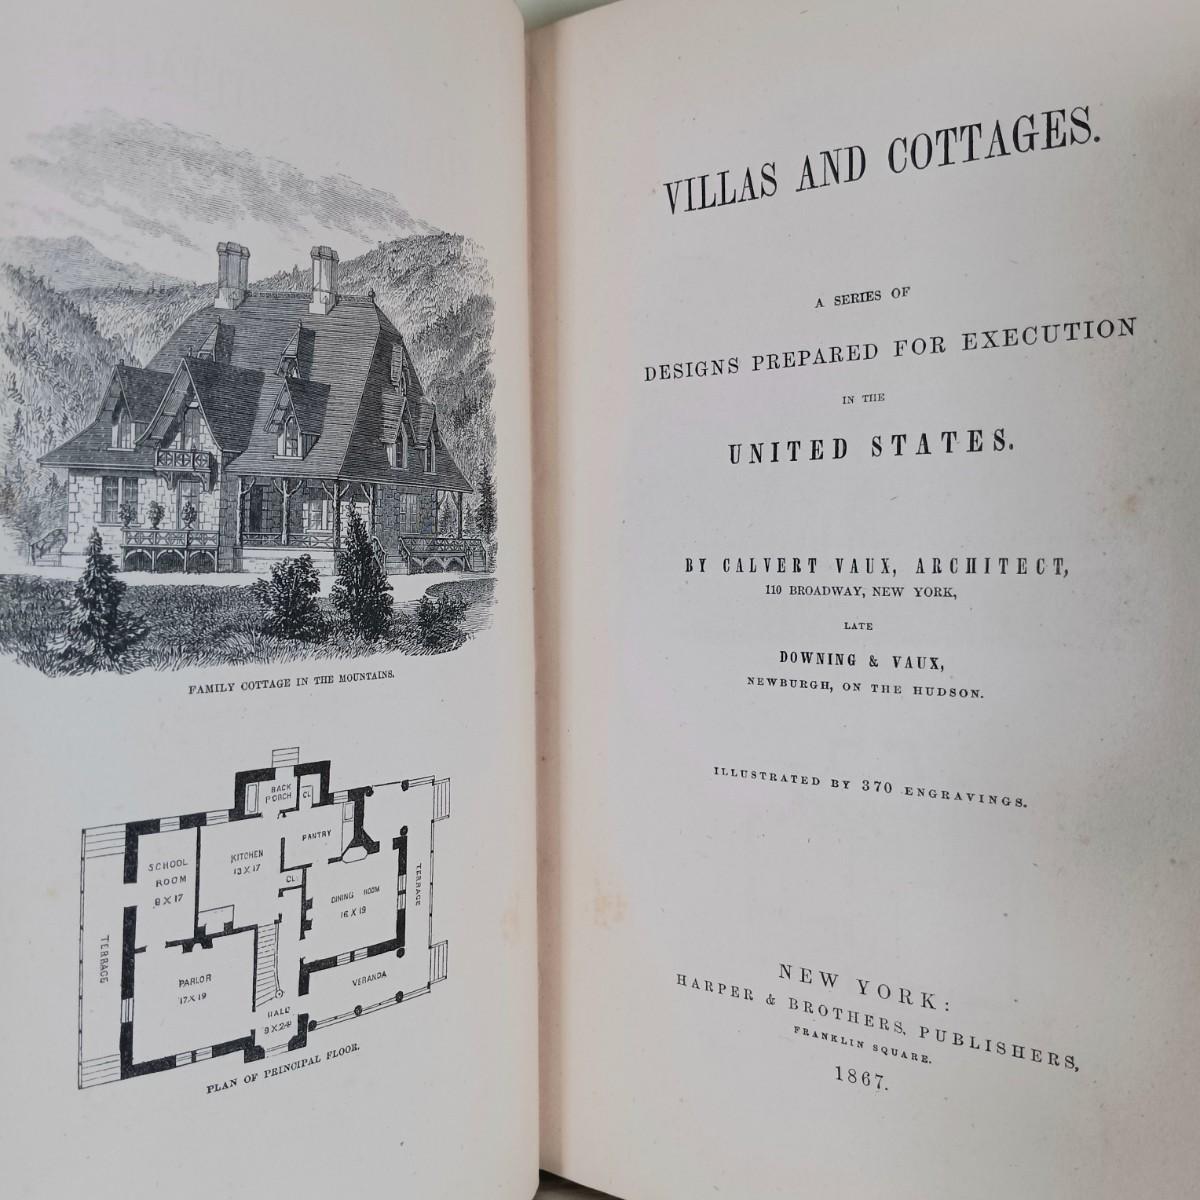 FAMILY COTTAGE IN THE MOUNTAINS.
BACK
PORCH
CL
PANTRY
SCHOOL
ROOM
9 X 17
KITCHEN
13 X 17
CL
DINING ROOM
16 X 19
TERRACE
TERRACE
PARLOR
17 X 19
VERANDA
HALL
PLAN OF PRINCIPAL FLOOR.
VILLAS AND COTTAGES.
A SERIES OF
DESIGNS PREPARED FOR EXECUTION
IN THE
UNITED STATES.
BY CALVERT VAUX, ARCHITECT,
110 BROADWAY, NEW YORK,
LATE
DOWNING & VAUX,
NEWBURGH, ON THE HUDSON.
ILLUSTRATED BY 370 ENGRAVINGS.
NEW YORK:
HARPER & BROTHERS, PUBLISHERS,
FRANKLIN SQUARE.
1867.